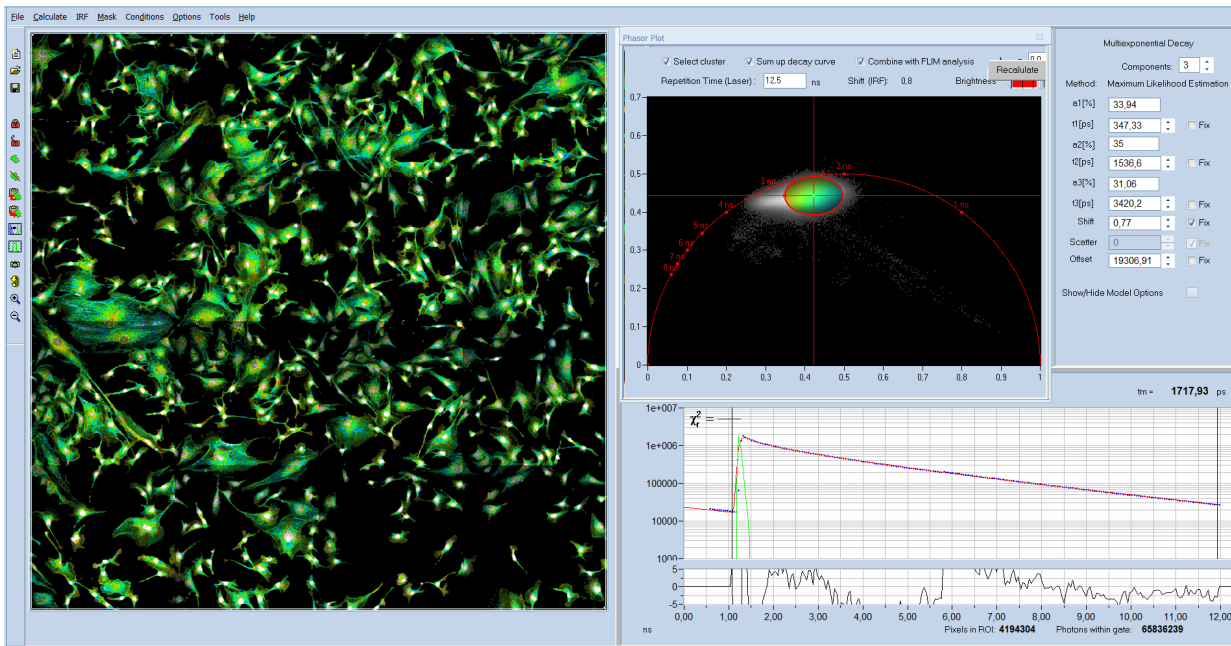 File Calculate IRF Mask Conditions Options Tools Help
Phasor Plot
Select cluster Sum up decay curve Combine with FLIM analysis
Recalulate
Repetition Time (Laser): 12.5 ns Shift (IRF): 0,8 Brightness
0.7
0.6
0.5
0.4
0.3
0.2
0.1
0
0 0.1 0.2 0.3 0.4 0.5 0.6 0.7 0.8 0.9 1
1 ns
2 ns
3 ns
4 ns
5 ns
6 ns
7 ns
8 ns
Multiexponential Decay
Components: 3
Method: Maximum Likelihood Estimation
a1[%] 33,94
t1[ps] 347,33 Fix
a2[%] 35
t2[ps] 1536,6 Fix
a3[%] 31,06
t3[ps] 3420,2 Fix
Shift 0,77 Fix
Scatter 0 Fix
Offset 19306,91 Fix
Show/Hide Model Options
tm = 1717,93 ps
χ²r =
1e+007
1e+006
100000
10000
1000
5
0
-5
0,00 1,00 2,00 3,00 4,00 5,00 6,00 7,00 8,00 9,00 10,00 11,00 12,00
ns Pixels in ROI: 4194304 Photons within gate: 65836239